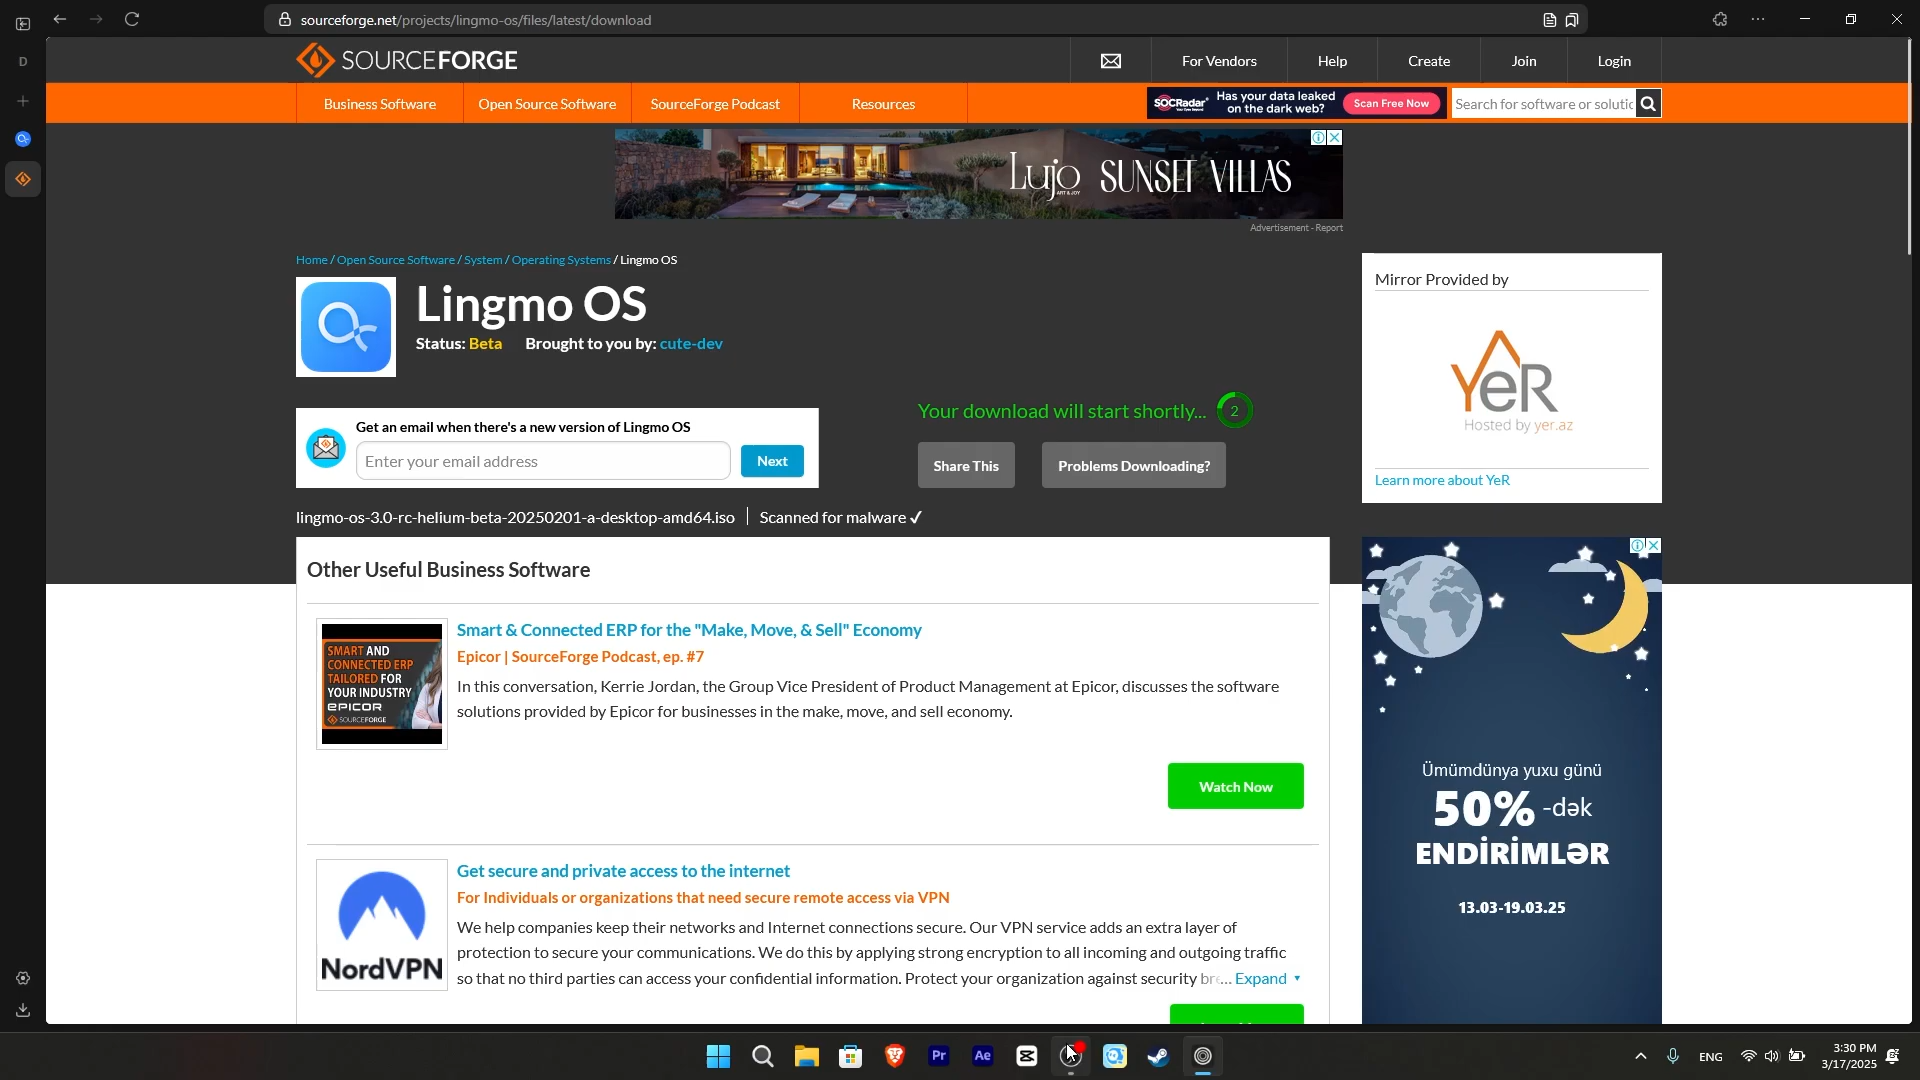 D
sourceforge.net/projects/lingmo-os/files/latest/download
SOURCEFORGE
For Vendors
Help
Create
Join
Login
Business Software
Open Source Software
SourceForge Podcast
Resources
SOCRadar
Has your data leaked
on the dark web?
Scan Free Now
Search for software or solutic
Lujo SUNSET VILLAS
ART & JOY
Advertisement - Report
Home / Open Source Software / System / Operating Systems / Lingmo OS
Lingmo OS
Status: Beta Brought to you by: cute-dev
Get an email when there's a new version of Lingmo OS
Enter your email address
Next
Your download will start shortly... 2
Share This
Problems Downloading?
Mirror Provided by
YeR
Hosted by yer.az
Learn more about YeR
lingmo-os-3.0-rc-helium-beta-20250201-a-desktop-amd64.iso
Scanned for malware ✓
Other Useful Business Software
SMART AND
CONNECTED ERP
TAILORED FOR
YOUR INDUSTRY
EPICOR
SOURCEFORGE
Smart & Connected ERP for the "Make, Move, & Sell" Economy
Epicor | SourceForge Podcast, ep. #7
In this conversation, Kerrie Jordan, the Group Vice President of Product Management at Epicor, discusses the software
solutions provided by Epicor for businesses in the make, move, and sell economy.
Watch Now
NordVPN
Get secure and private access to the internet
For Individuals or organizations that need secure remote access via VPN
We help companies keep their networks and Internet connections secure. Our VPN service adds an extra layer of
protection to secure your communications. We do this by applying strong encryption to all incoming and outgoing traffic
so that no third parties can access your confidential information. Protect your organization against security bre... Expand
Ümümdünya yuxu günü
50% -dək
ENDİRİMLƏR
13.03-19.03.25
Pr
Ae
ENG
3:30 PM
3/17/2025